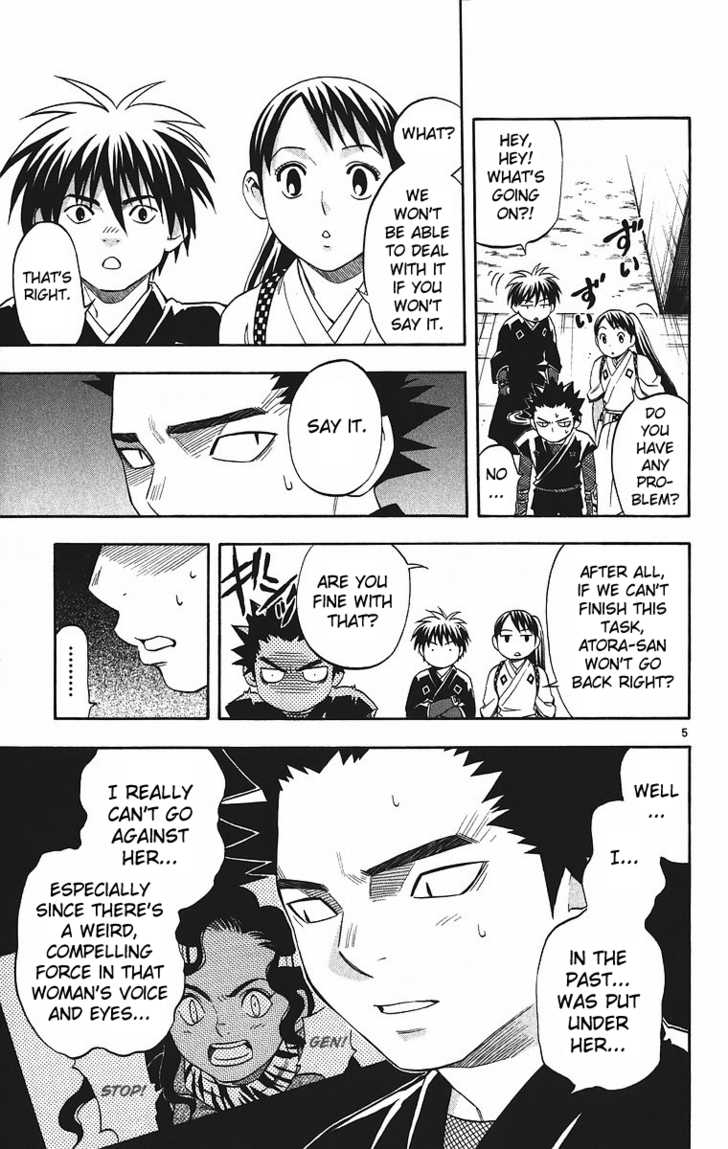 HEY,
HEY!
WHAT'S
GOING
ON?!
ずい
ずい
DO
YOU
HAVE
ANY
PRO-
BLEM?
NO
...
WHAT?
WE
WON'T
BE ABLE
TO DEAL
WITH IT
IF YOU
WON'T
SAY IT.
THAT'S
RIGHT.
SAY IT.
AFTER ALL,
IF WE CAN'T
FINISH THIS
TASK,
ATORA-SAN
WON'T GO
BACK RIGHT?
ARE YOU
FINE WITH
THAT?
ギクッ
........
5
WELL
...
I...
IN THE
PAST...
WAS PUT
UNDER
HER...
I REALLY
CAN'T GO
AGAINST
HER...
ESPECIALLY
SINCE THERE'S
A WEIRD,
COMPELLING
FORCE IN THAT
WOMAN'S VOICE
AND EYES...
GEN!
STOP!